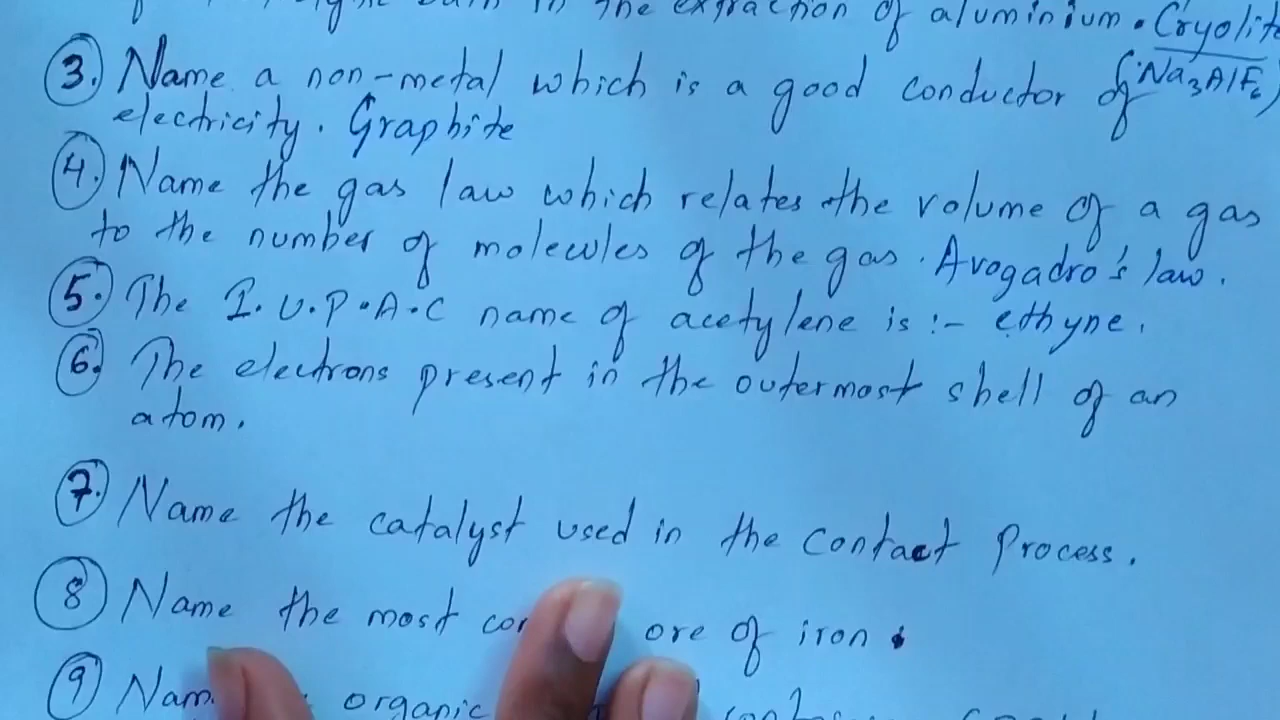 in the extraction of aluminium. Cryolite
3. Name a non-metal which is a good conductor of (Na3AlF6)
electricity. Graphite
4. Name the gas law which relates the volume of a gas
to the number of molecules of the gas. Avogadro's law.
5. The I.U.P.A.C name of acetylene is :- ethyne.
6. The electrons present in the outermost shell of an
atom.
7. Name the catalyst used in the Contact Process.
8 Name the most ore of iron.
9 organic